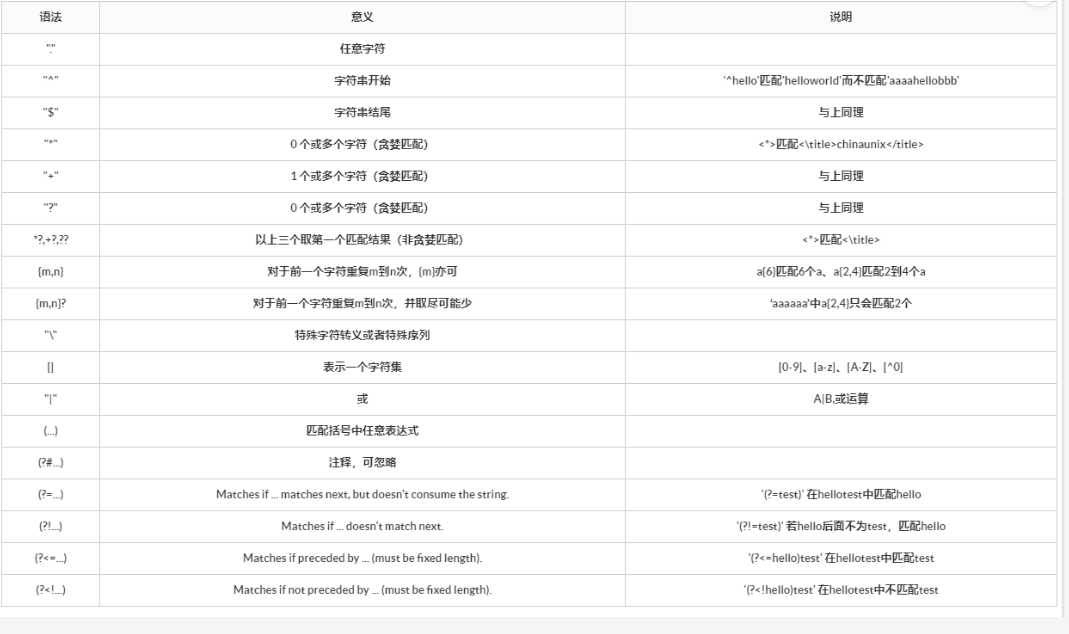 语法 意义 说明
"." 任意字符
"^" 字符串开始 '^hello'匹配'helloworld'而不匹配'aaaahellobbb'
"$" 字符串结尾 与上同理
"*" 0 个或多个字符（贪婪匹配） <*>匹配<\title>chinaunix</title>
"+" 1 个或多个字符（贪婪匹配） 与上同理
"?" 0 个或多个字符（贪婪匹配） 与上同理
*?,+?,?? 以上三个取第一个匹配结果（非贪婪匹配） <*>匹配<\title>
{m,n} 对于前一个字符重复m到n次，{m}亦可 a{6}匹配6个a、a{2,4}匹配2到4个a
{m,n}? 对于前一个字符重复m到n次，并取尽可能少 'aaaaaa'中a{2,4}只会匹配2个
"\" 特殊字符转义或者特殊序列
[] 表示一个字符集 [0-9]、[a-z]、[A-Z]、[^0]
"|" 或 A|B,或运算
(...) 匹配括号中任意表达式
(?#...) 注释，可忽略
(?=...) Matches if ... matches next, but doesn't consume the string. '(?=test)' 在hellotest中匹配hello
(?!...) Matches if ... doesn't match next. '(?!=test)' 若hello后面不为test，匹配hello
(?<=...) Matches if preceded by ... (must be fixed length). '(?<=hello)test' 在hellotest中匹配test
(?<!...) Matches if not preceded by ... (must be fixed length). '(?<!hello)test' 在hellotest中不匹配test